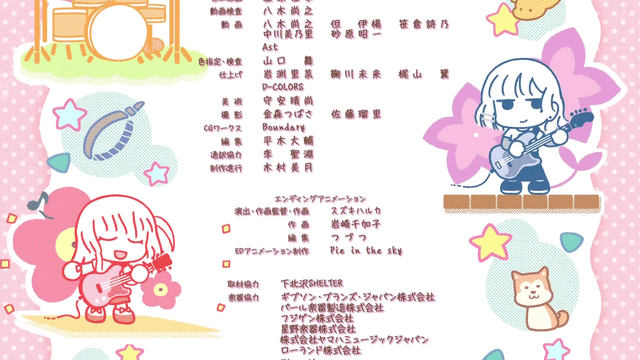 動画検査 八木尚之
動 画 八木尚之 但 伊楊 笹倉緋乃
中川美乃里 砂原昭一
Ast
色指定・検査 山口 舞
仕上げ 岩渕里菜 鞠川未来 梶山 翼
D-COLORS
美 術 守安靖尚
撮 影 金森つばさ 佐藤瑠里
CGワークス Boundary
編 集 平木大輔
通訳協力 李 聖淵
制作進行 木村美月
エンディングアニメーション
演出・作画監督・作画 スズキハルカ
作 画 岩崎千加子
編 集 つづつ
EDアニメーション制作 Pie in the sky
取材協力 下北沢SHELTER
楽器協力 ギブソン・ブランズ・ジャパン株式会社
パール楽器製造株式会社
フジゲン株式会社
星野楽器株式会社
株式会社ヤマハミュージックジャパン
ローランド株式会社